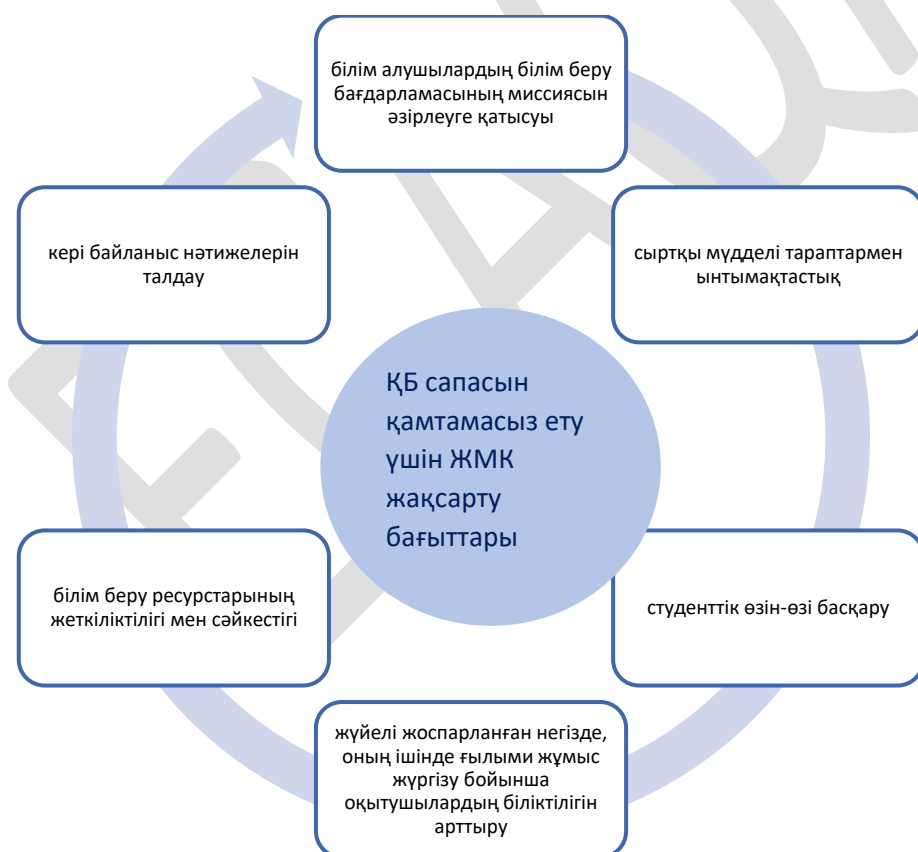 білім алушылардың білім беру
бағдарламасының миссиясын
әзірлеуге қатысуы
сыртқы мүдделі тараптармен
ынтымақтастық
студенттік өзін-өзі басқару
жүйелі жоспарланған негізде,
оның ішінде ғылыми жұмыс
жүргізу бойынша
оқытушылардың біліктілігін
арттыру
білім беру ресурстарының
жеткіліктілігі мен сәйкестігі
кері байланыс нәтижелерін
талдау
ҚБ сапасын
қамтамасыз ету
үшін ЖМК
жақсарту
бағыттары